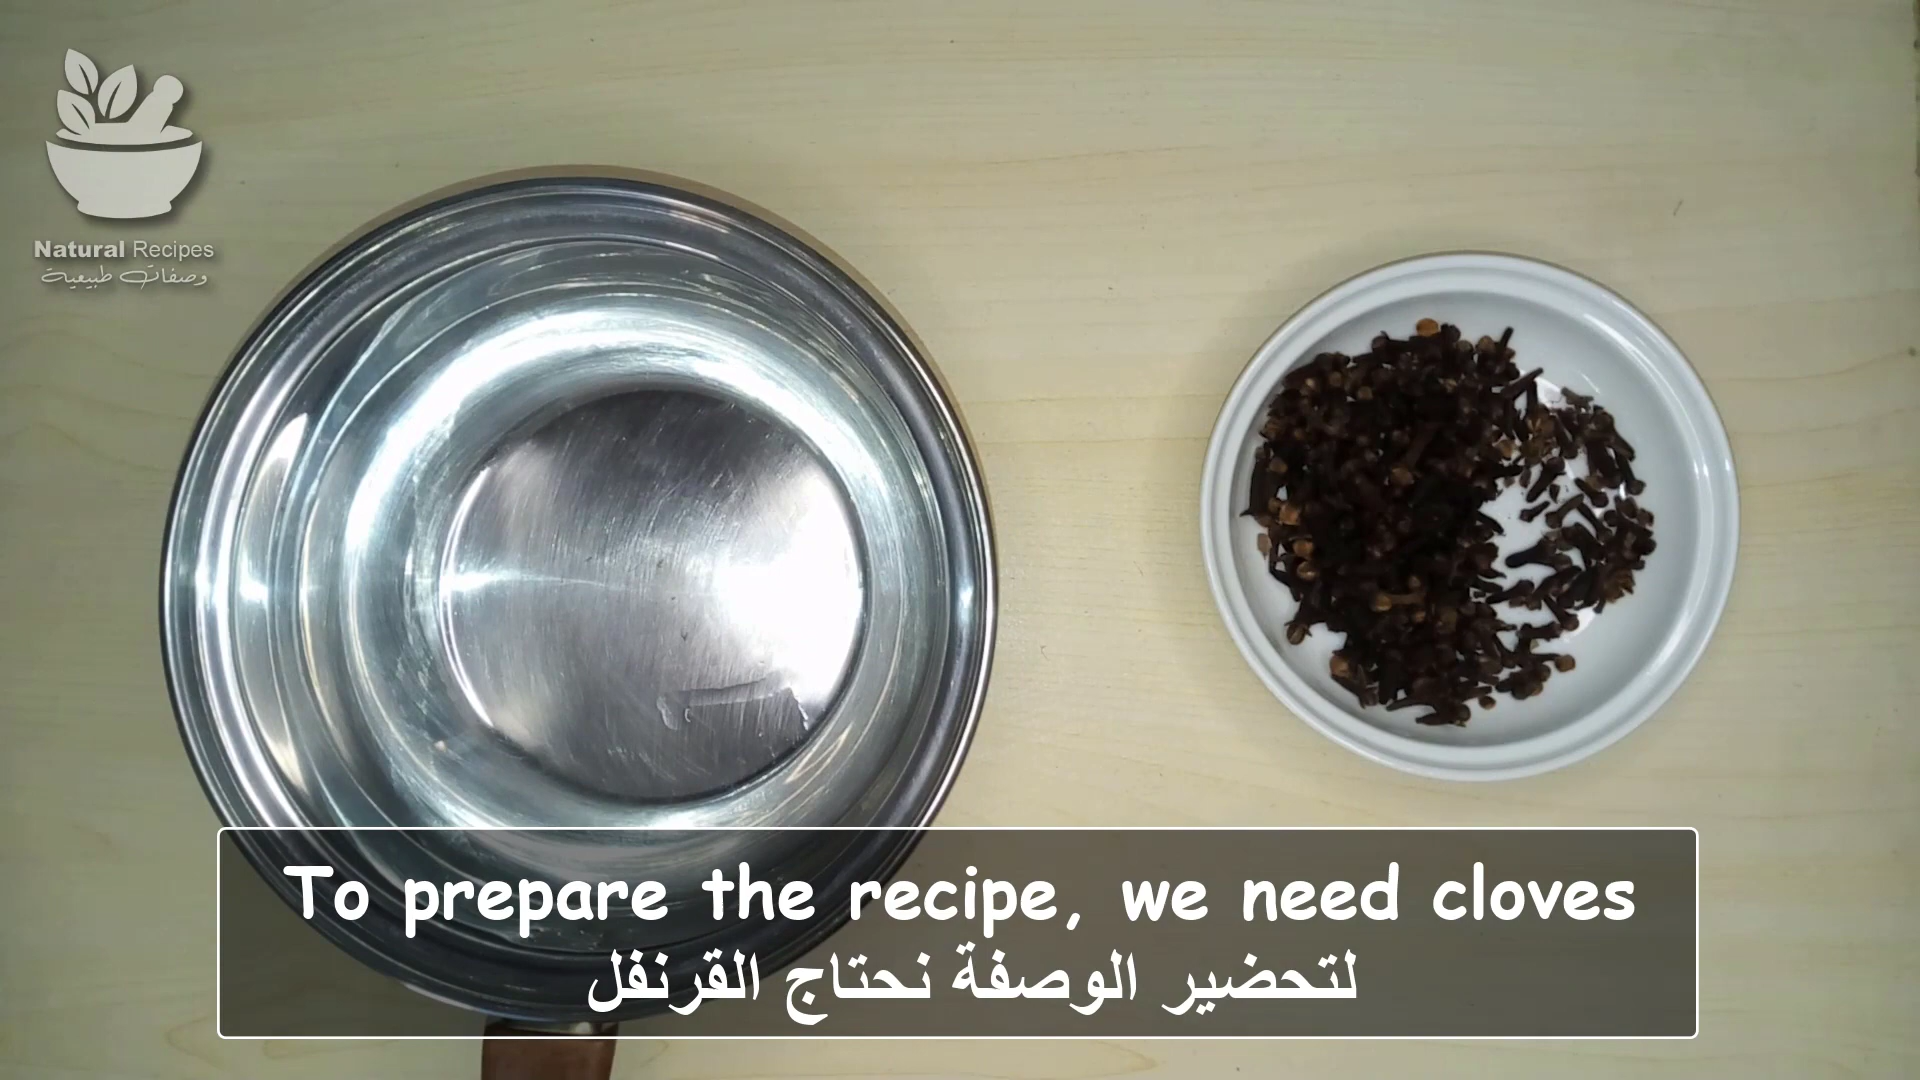 Natural Recipes
وصفات طبيعية
To prepare the recipe, we need cloves
لتحضير الوصفة نحتاج القرنفل